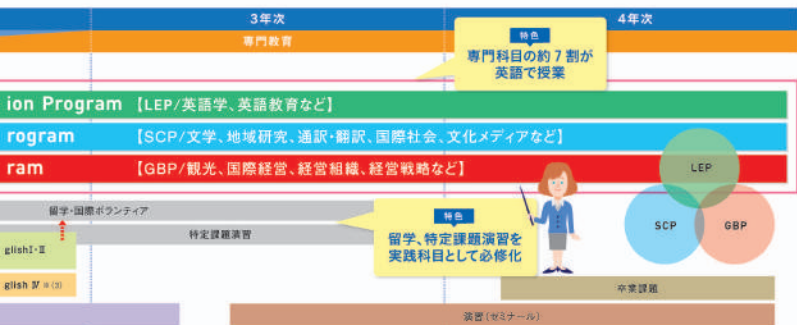 3年次
4年次
専門教育
特色
専門科目の約7割が
英語で授業
ion Program 【LEP/英語学、英語教育など】
rogram 【SCP/文学、地域研究、通訳・翻訳、国際社会、文化メディアなど】
ram 【GBP/観光、国際経営、経営組織、経営戦略など】
LEP
SCP
GBP
留学・国際ボランティア
特定課題演習
特色
留学、特定課題演習を
実践科目として必修化
glishⅠ・Ⅱ
glish Ⅳ
卒業課題
演習(ゼミナール)